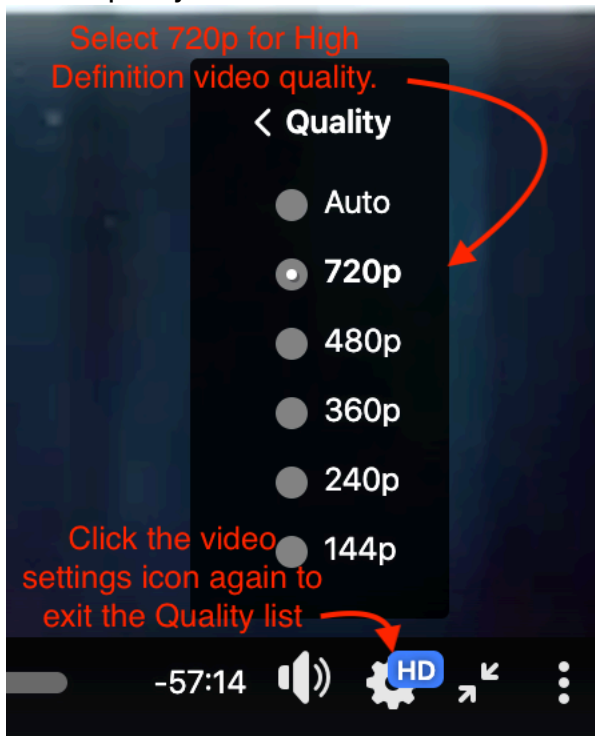 Select 720p for High
Definition video quality.
< Quality
Auto
720p
480p
360p
240p
144p
Click the video
settings icon again to
exit the Quality list
-57:14
HD